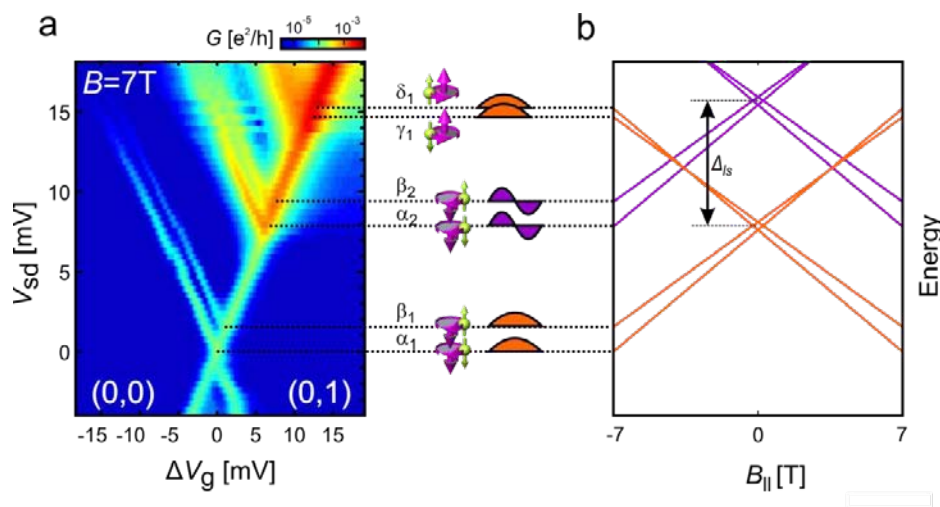 a
G [e²/h]
10⁻⁵ 10⁻³
B=7T
15
10
5
0
V_sd [mV]
(0,0) (0,1)
-15 -10 -5 0 5 10 15
ΔV_g [mV]
δ₁
γ₁
β₂
α₂
β₁
α₁
b
Δ_ls
Energy
-7 0 7
B_ǁ [T]